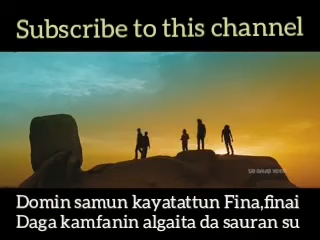 Subscribe to this channel
Domin samun kayatattun Fina,finai
Daga kamfanin algaita da sauran su